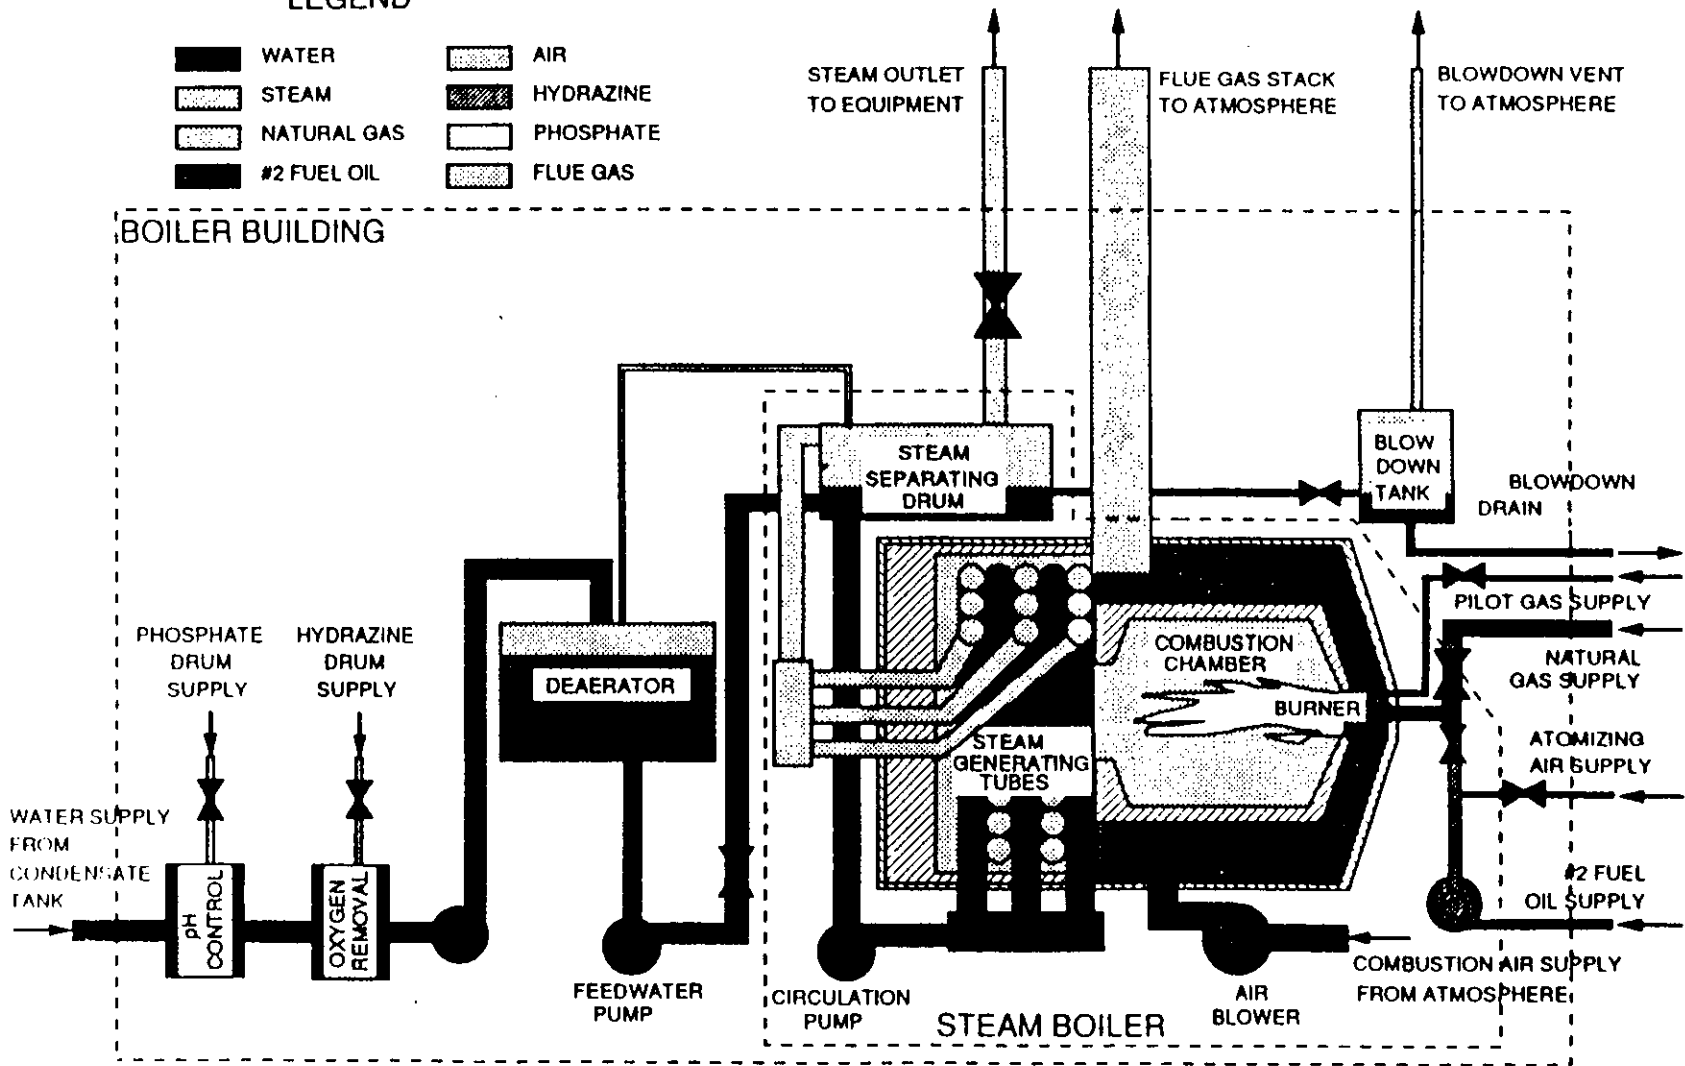 LEGEND
WATER
STEAM
NATURAL GAS
#2 FUEL OIL
AIR
HYDRAZINE
PHOSPHATE
FLUE GAS
STEAM OUTLET
TO EQUIPMENT
FLUE GAS STACK
TO ATMOSPHERE
BLOWDOWN VENT
TO ATMOSPHERE
BOILER BUILDING
STEAM
SEPARATING
DRUM
BLOW
DOWN
TANK
BLOWDOWN
DRAIN
PILOT GAS SUPPLY
NATURAL
GAS SUPPLY
PHOSPHATE
DRUM
SUPPLY
HYDRAZINE
DRUM
SUPPLY
DEAERATOR
COMBUSTION
CHAMBER
BURNER
STEAM
GENERATING
TUBES
ATOMIZING
AIR SUPPLY
WATER SUPPLY
FROM
CONDENSATE
TANK
pH
CONTROL
OXYGEN
REMOVAL
#2 FUEL
OIL SUPPLY
FEEDWATER
PUMP
CIRCULATION
PUMP
AIR
BLOWER
COMBUSTION AIR SUPPLY
FROM ATMOSPHERE
STEAM BOILER